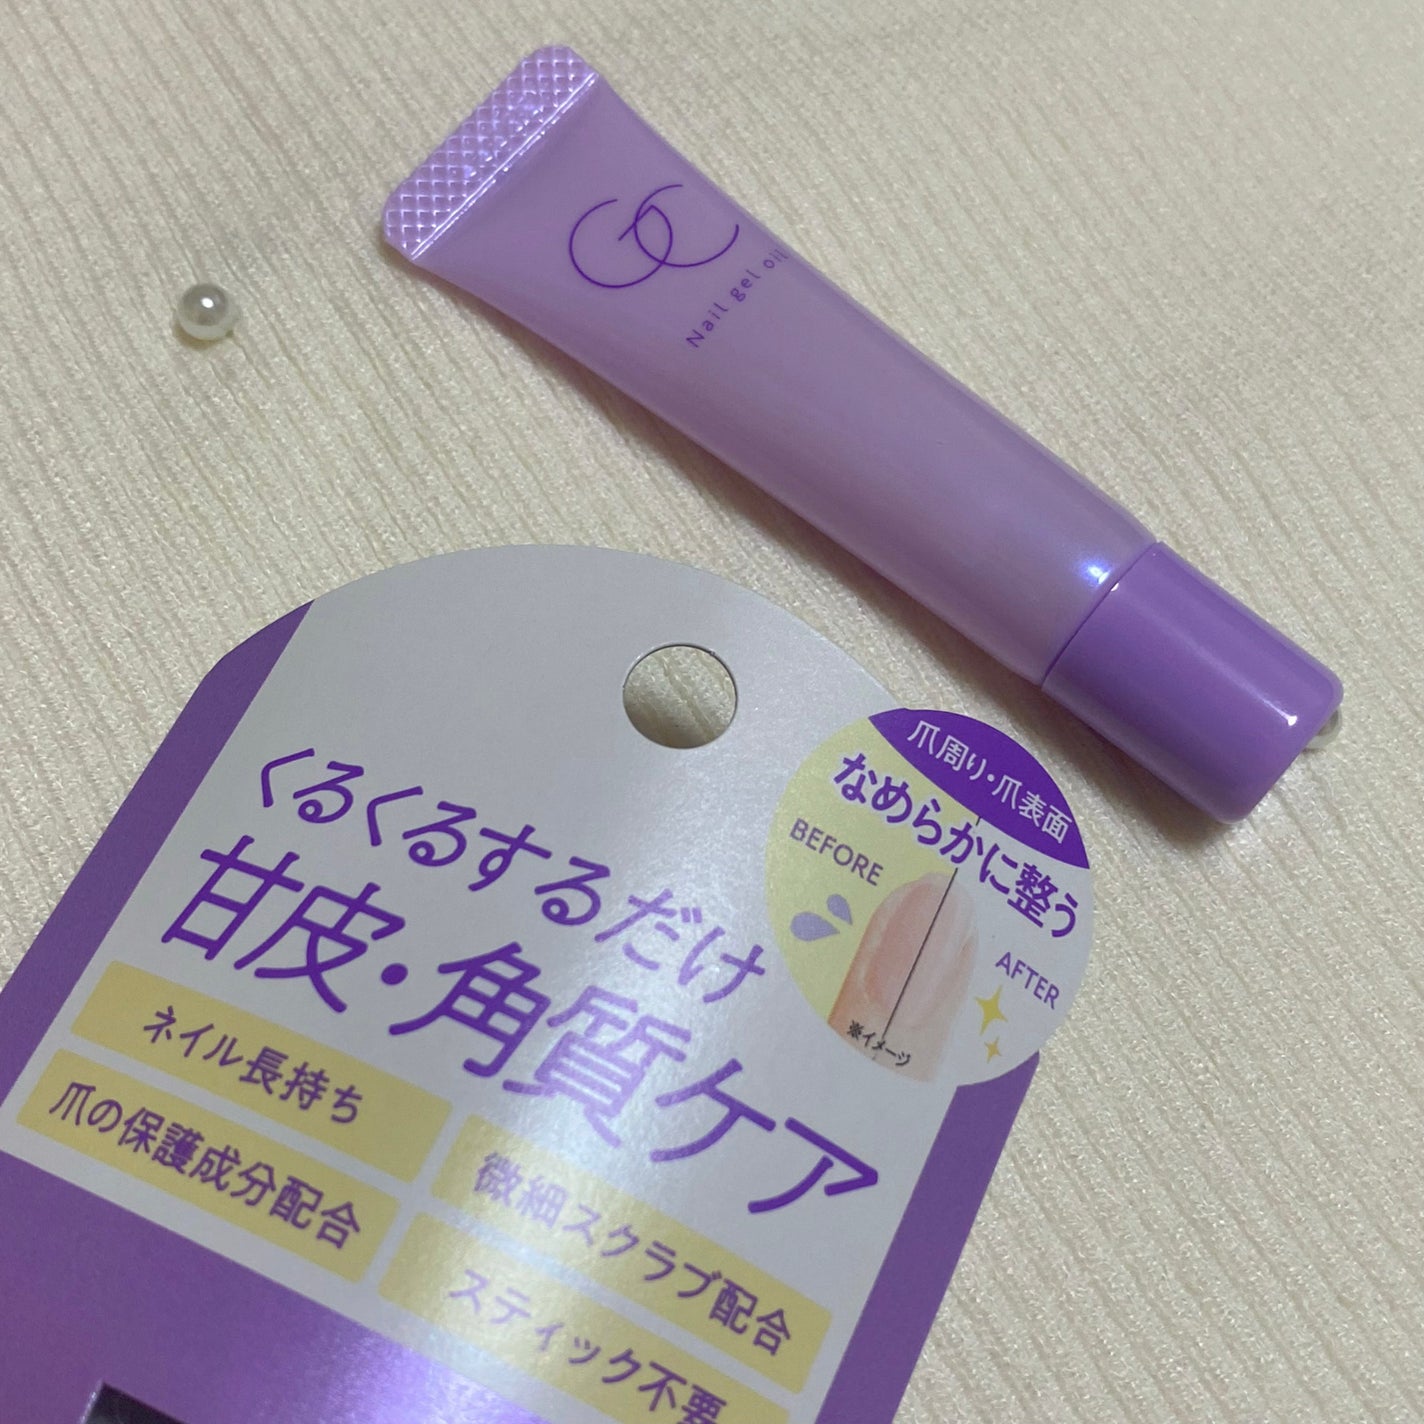 GC
Nail gel oil
くるくるするだけ
甘皮・角質ケア
爪周り・爪表面
なめらかに整う
BEFORE
AFTER
※イメージ
ネイル長持ち
微細スクラブ配合
爪の保護成分配合
スティック不要